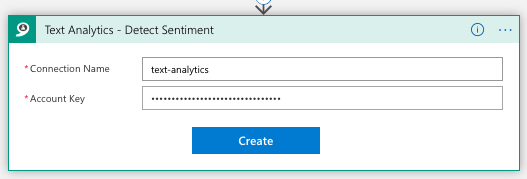 Text Analytics - Detect Sentiment
*Connection Name
text-analytics
*Account Key
••••••••••••••••••••••••••••••••
Create